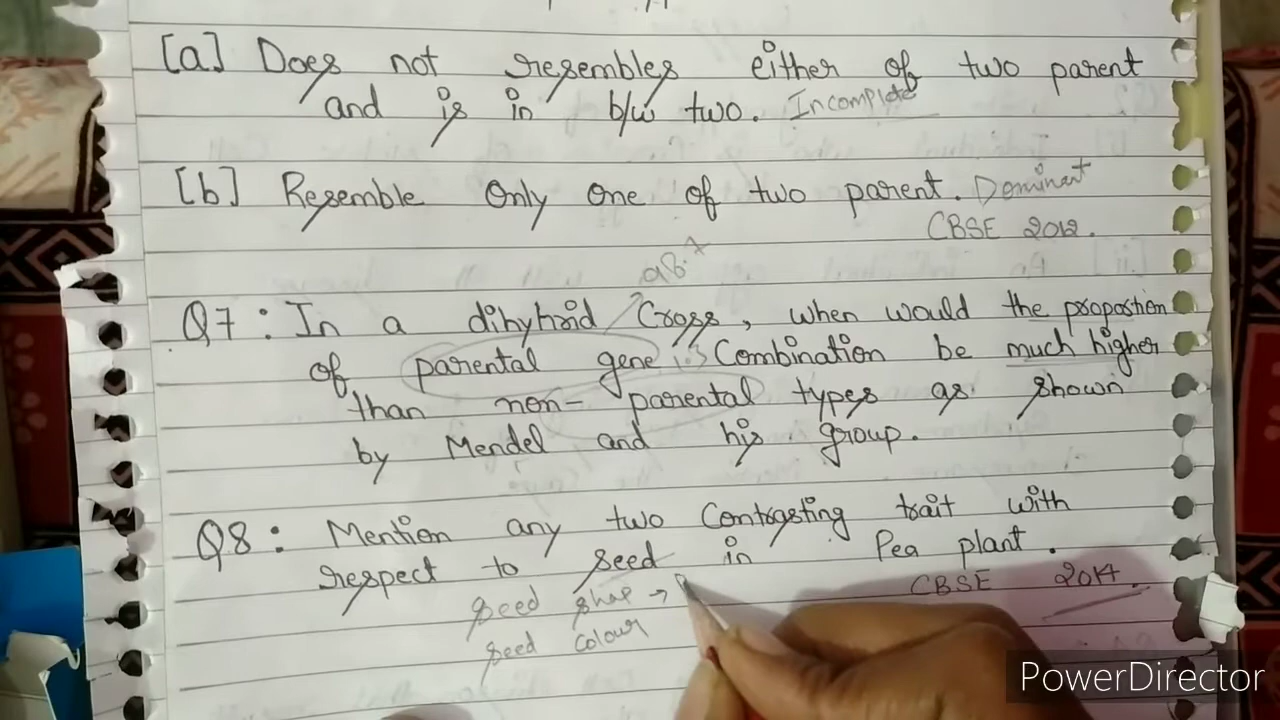 [a] Does not resembles either of two parent
and is in b/w two. Incomplete
[b] Resemble Only one of two parent. Dominant
CBSE 2012.
Q7: In a dihybrid Cross, when would the proportion
of parental gene Combination be much higher
than non- parental types as shown
by Mendel and his group.
Q8: Mention any two Contrasting trait with
respect to seed in Pea plant.
CBSE 2014.
Seed shape →
Seed Colour
PowerDirector